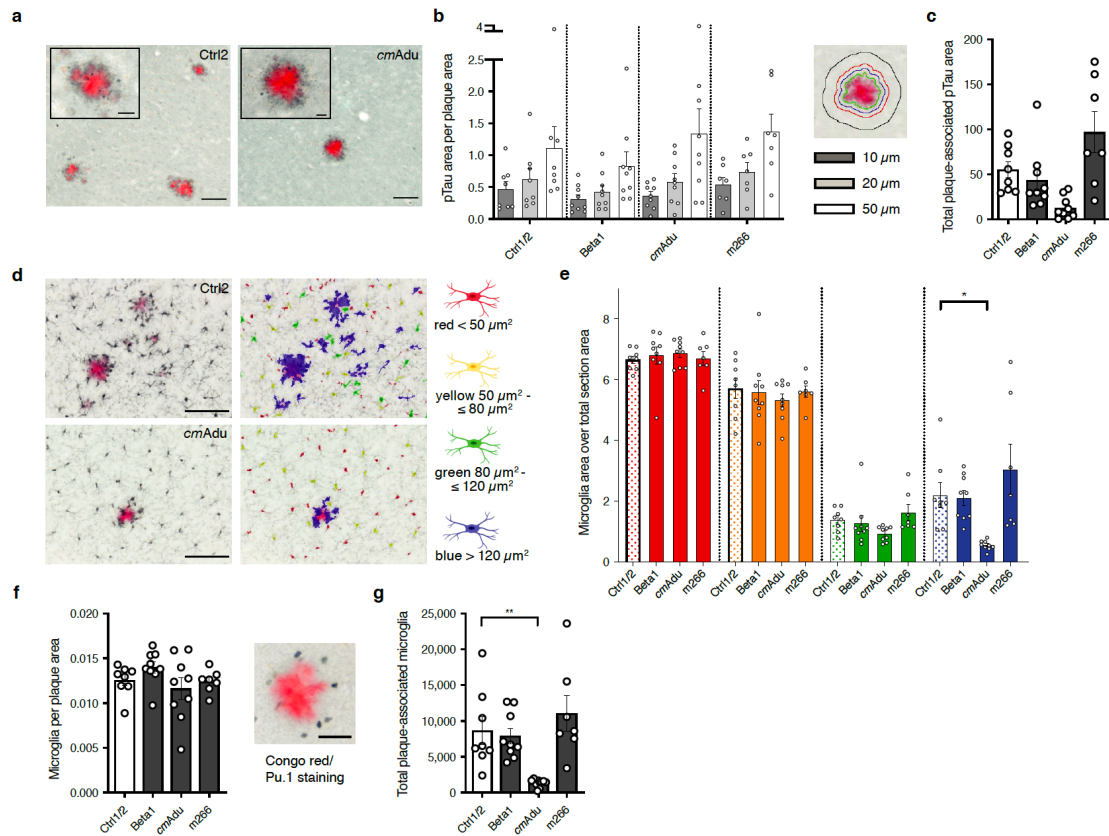 a
Ctrl2
cmAdu
b
pTau area per plaque area
4
2.5
2.0
1.5
1.0
0.5
0.0
Ctrl1/2
Beta1
cmAdu
m266
10 µm
20 µm
50 µm
c
Total plaque-associated pTau area
200
150
100
50
0
Ctrl1/2
Beta1
cmAdu
m266
d
Ctrl2
cmAdu
red < 50 µm²
yellow 50 µm² -
≤ 80 µm²
green 80 µm² -
≤ 120 µm²
blue > 120 µm²
e
Microglia area over total section area
8
6
4
2
0
*
Ctrl1/2
Beta1
cmAdu
m266
Ctrl1/2
Beta1
cmAdu
m266
Ctrl1/2
Beta1
cmAdu
m266
Ctrl1/2
Beta1
cmAdu
m266
f
Microglia per plaque area
0.020
0.015
0.010
0.005
0.000
Ctrl1/2
Beta1
cmAdu
m266
Congo red/
Pu.1 staining
g
Total plaque-associated microglia
25,000
20,000
15,000
10,000
5,000
0
**
Ctrl1/2
Beta1
cmAdu
m266